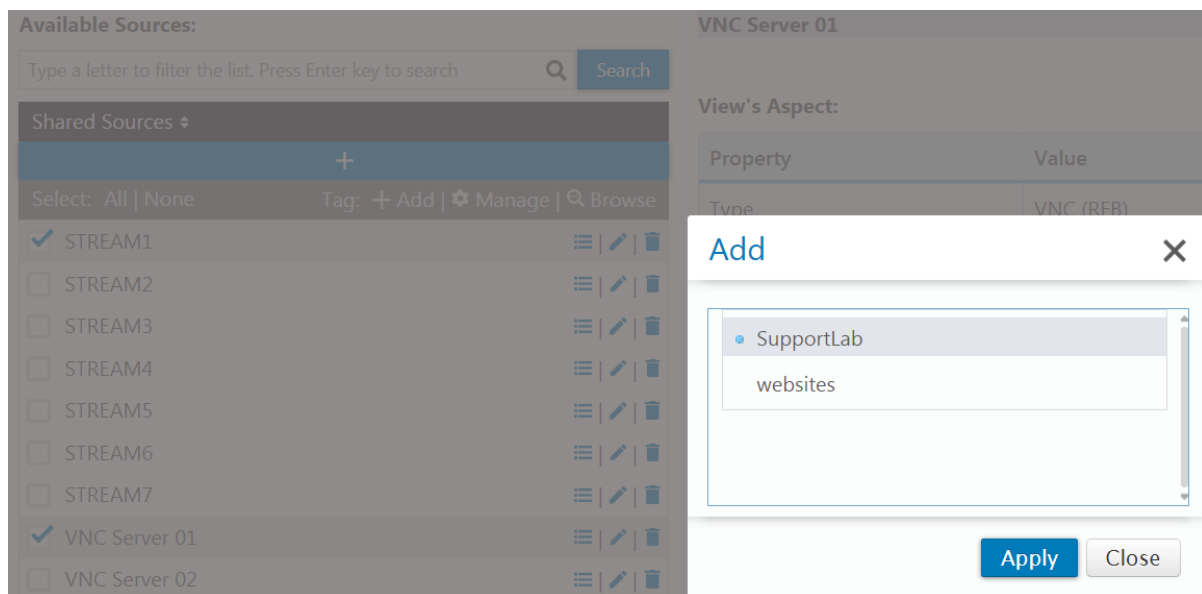 Available Sources:
Type a letter to filter the list. Press Enter key to search
Search
Shared Sources
+
Select: All | None
Tag: + Add | Manage | Browse
STREAM1
STREAM2
STREAM3
STREAM4
STREAM5
STREAM6
STREAM7
VNC Server 01
VNC Server 02
VNC Server 01
View's Aspect:
Property Value
Type VNC (RFB)
Add
SupportLab
websites
Apply Close